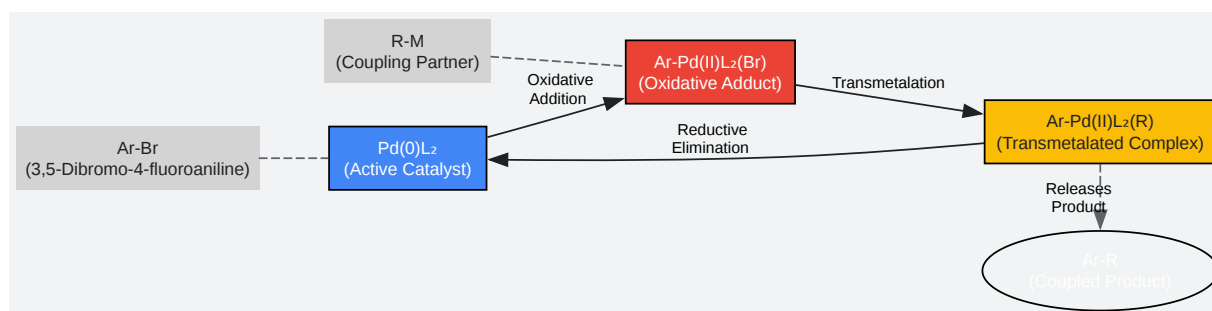 R-M
(Coupling Partner)
Ar-Pd(II)L₂(Br)
(Oxidative Adduct)
Oxidative
Addition
Transmetalation
Ar-Pd(II)L₂(R)
(Transmetalated Complex)
Ar-Br
(3,5-Dibromo-4-fluoroaniline)
Pd(0)L₂
(Active Catalyst)
Reductive
Elimination
Releases
Product
Ar-R
(Coupled Product)